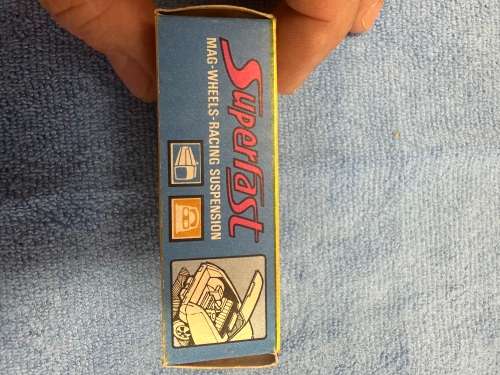 Superfast
MAG-WHEELS-RACING SUSPENSION